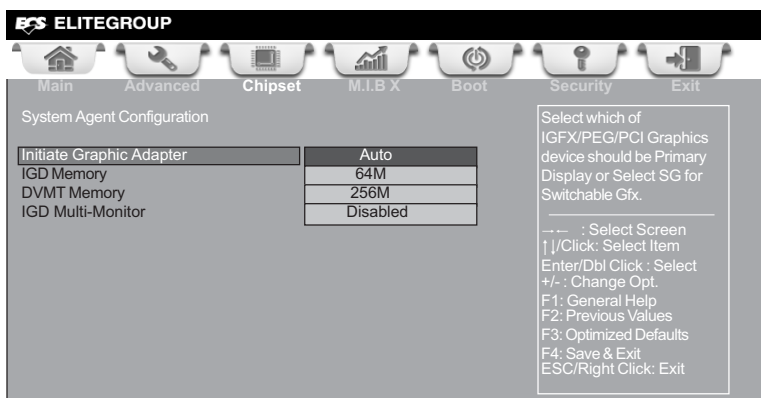 ECS ELITEGROUP
Main Advanced Chipset M.I.B X Boot Security Exit
System Agent Configuration
Initiate Graphic Adapter Auto
IGD Memory 64M
DVMT Memory 256M
IGD Multi-Monitor Disabled
Select which of
IGFX/PEG/PCI Graphics
device should be Primary
Display or Select SG for
Switchable Gfx.
→← : Select Screen
↑↓/Click: Select Item
Enter/Dbl Click : Select
+/- : Change Opt.
F1: General Help
F2: Previous Values
F3: Optimized Defaults
F4: Save & Exit
ESC/Right Click: Exit